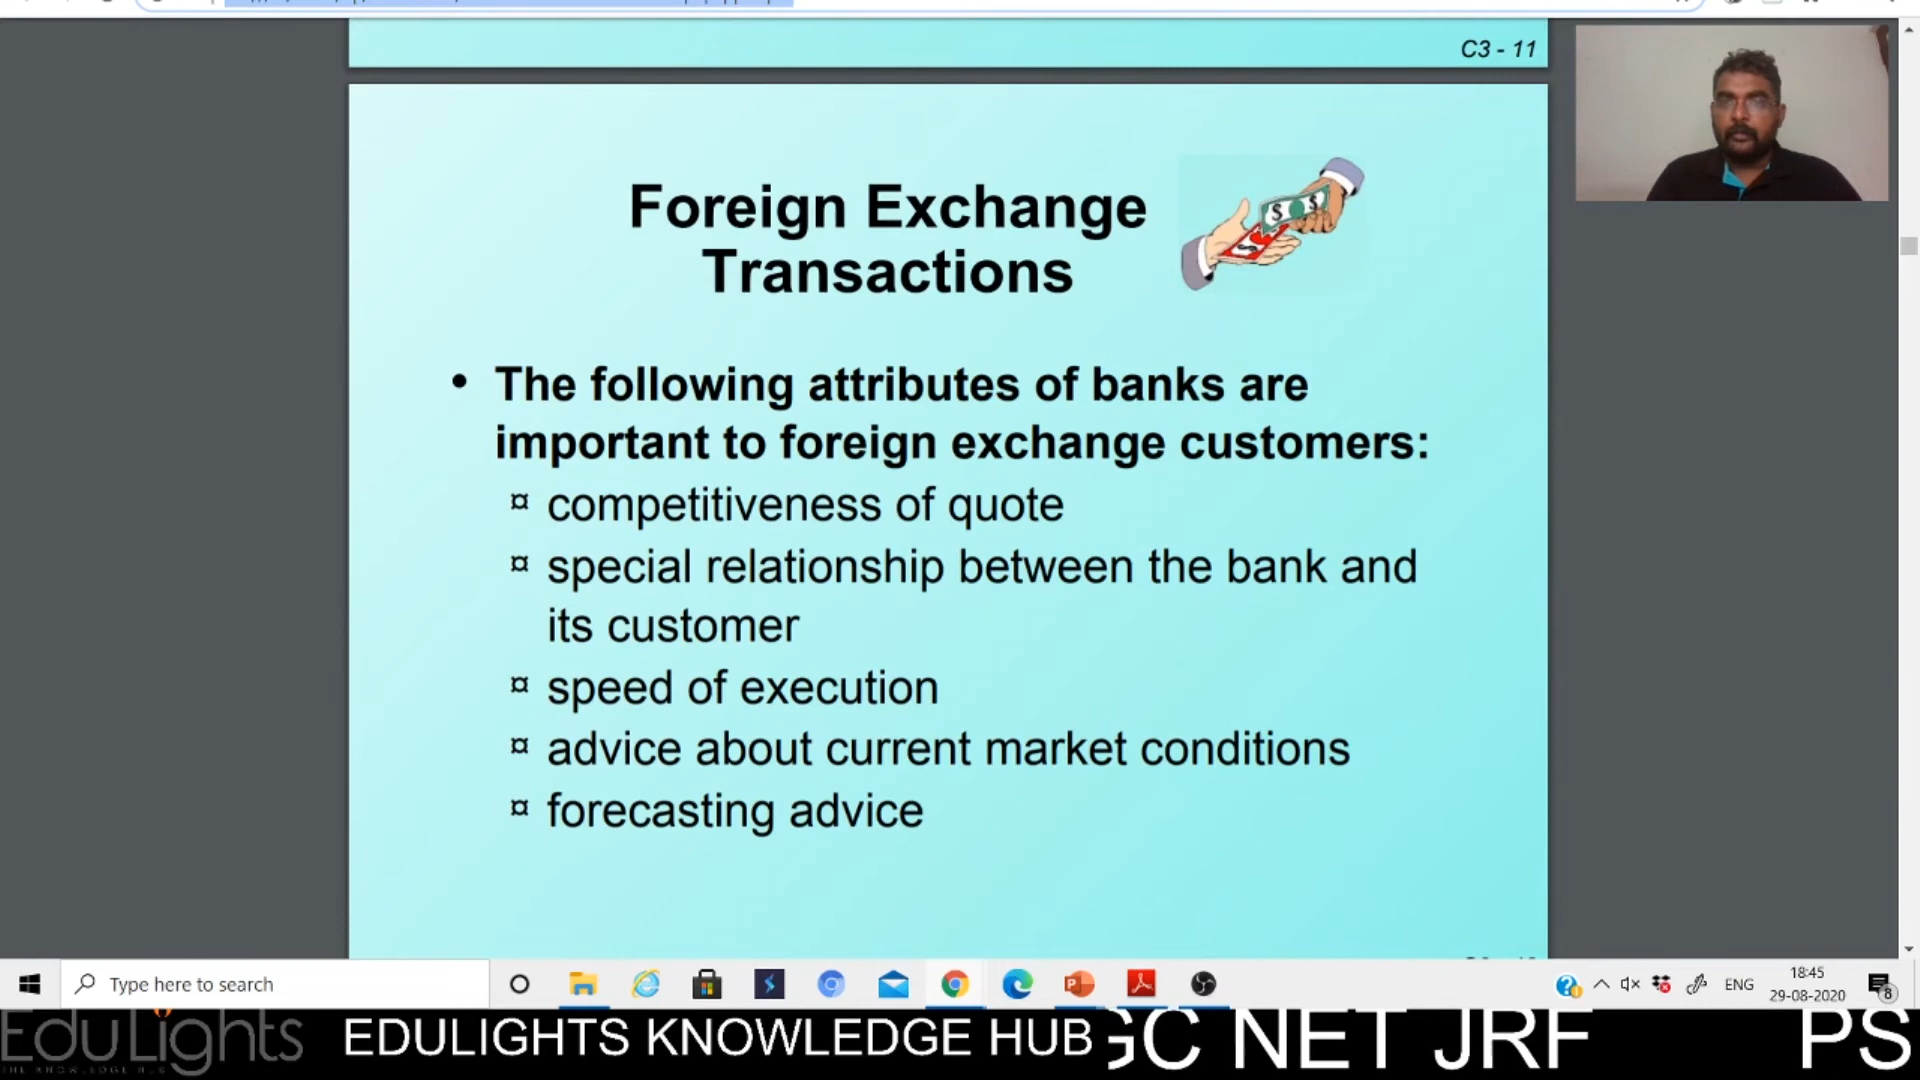 C3 - 11
Foreign Exchange
Transactions
$ $
• The following attributes of banks are
important to foreign exchange customers:
¤ competitiveness of quote
¤ special relationship between the bank and
its customer
¤ speed of execution
¤ advice about current market conditions
¤ forecasting advice
Type here to search
ENG
18:45
29-08-2020
8
EduLights
THE KNOWLEDGE HUB
EDULIGHTS KNOWLEDGE HUB
GC NET JRF
PS